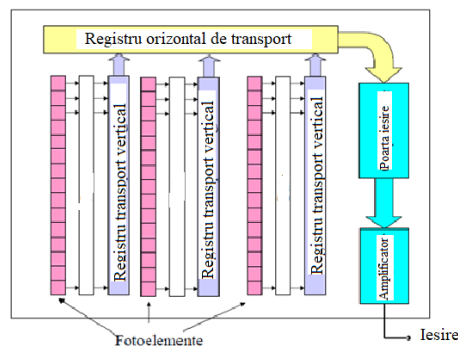 Registru orizontal de transport
Registru transport vertical
Registru transport vertical
Registru transport vertical
Poarta iesire
Amplificator
Iesire
Fotoelemente